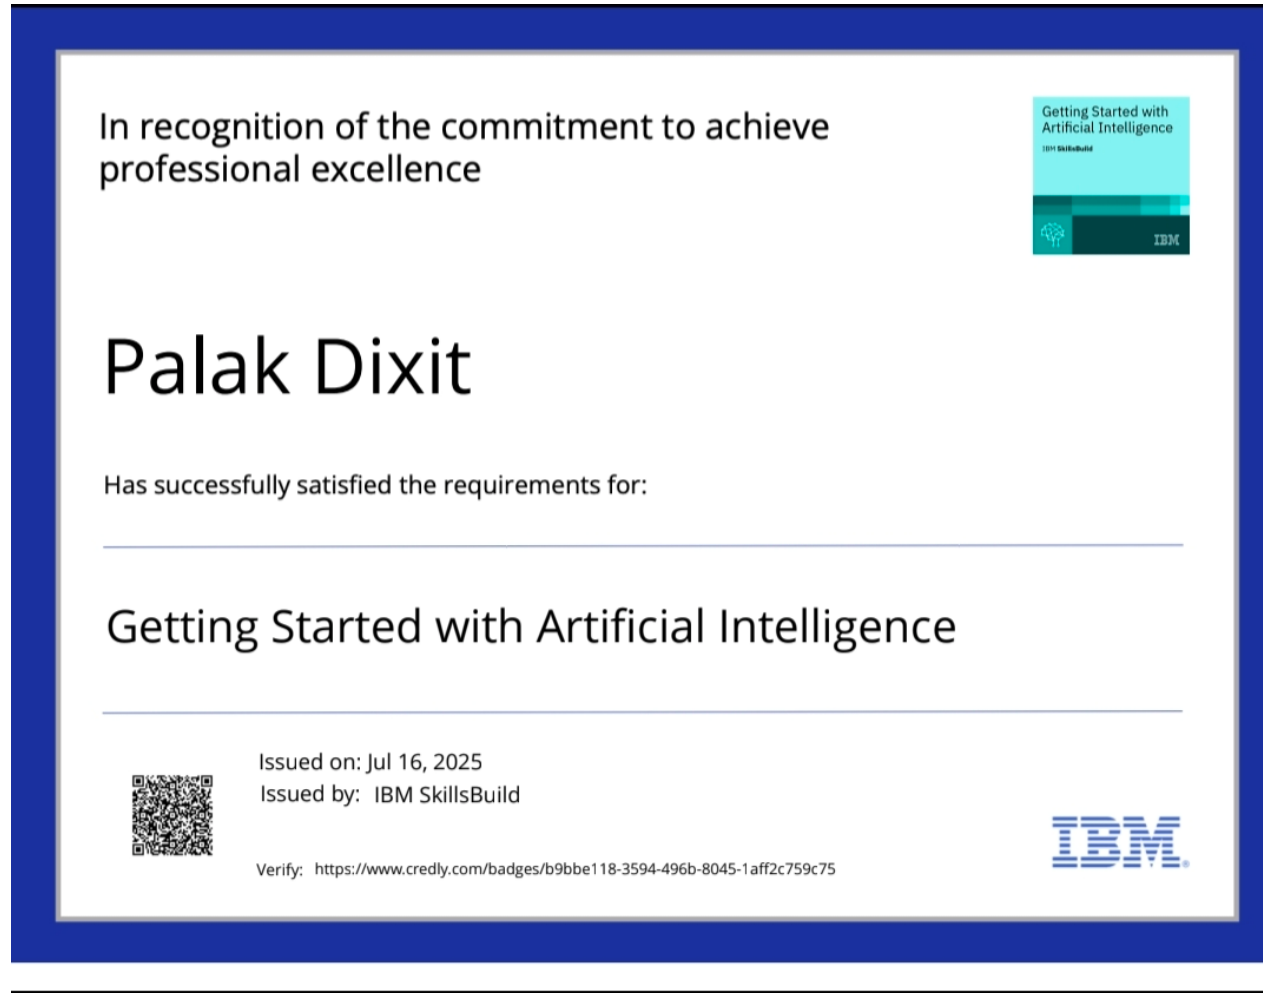 In recognition of the commitment to achieve
professional excellence
Getting Started with
Artificial Intelligence
IBM SkillsBuild
IBM
Palak Dixit
Has successfully satisfied the requirements for:
Getting Started with Artificial Intelligence
Issued on: Jul 16, 2025
Issued by: IBM SkillsBuild
IBM
Verify: https://www.credly.com/badges/b9bbe118-3594-496b-8045-1aff2c759c75